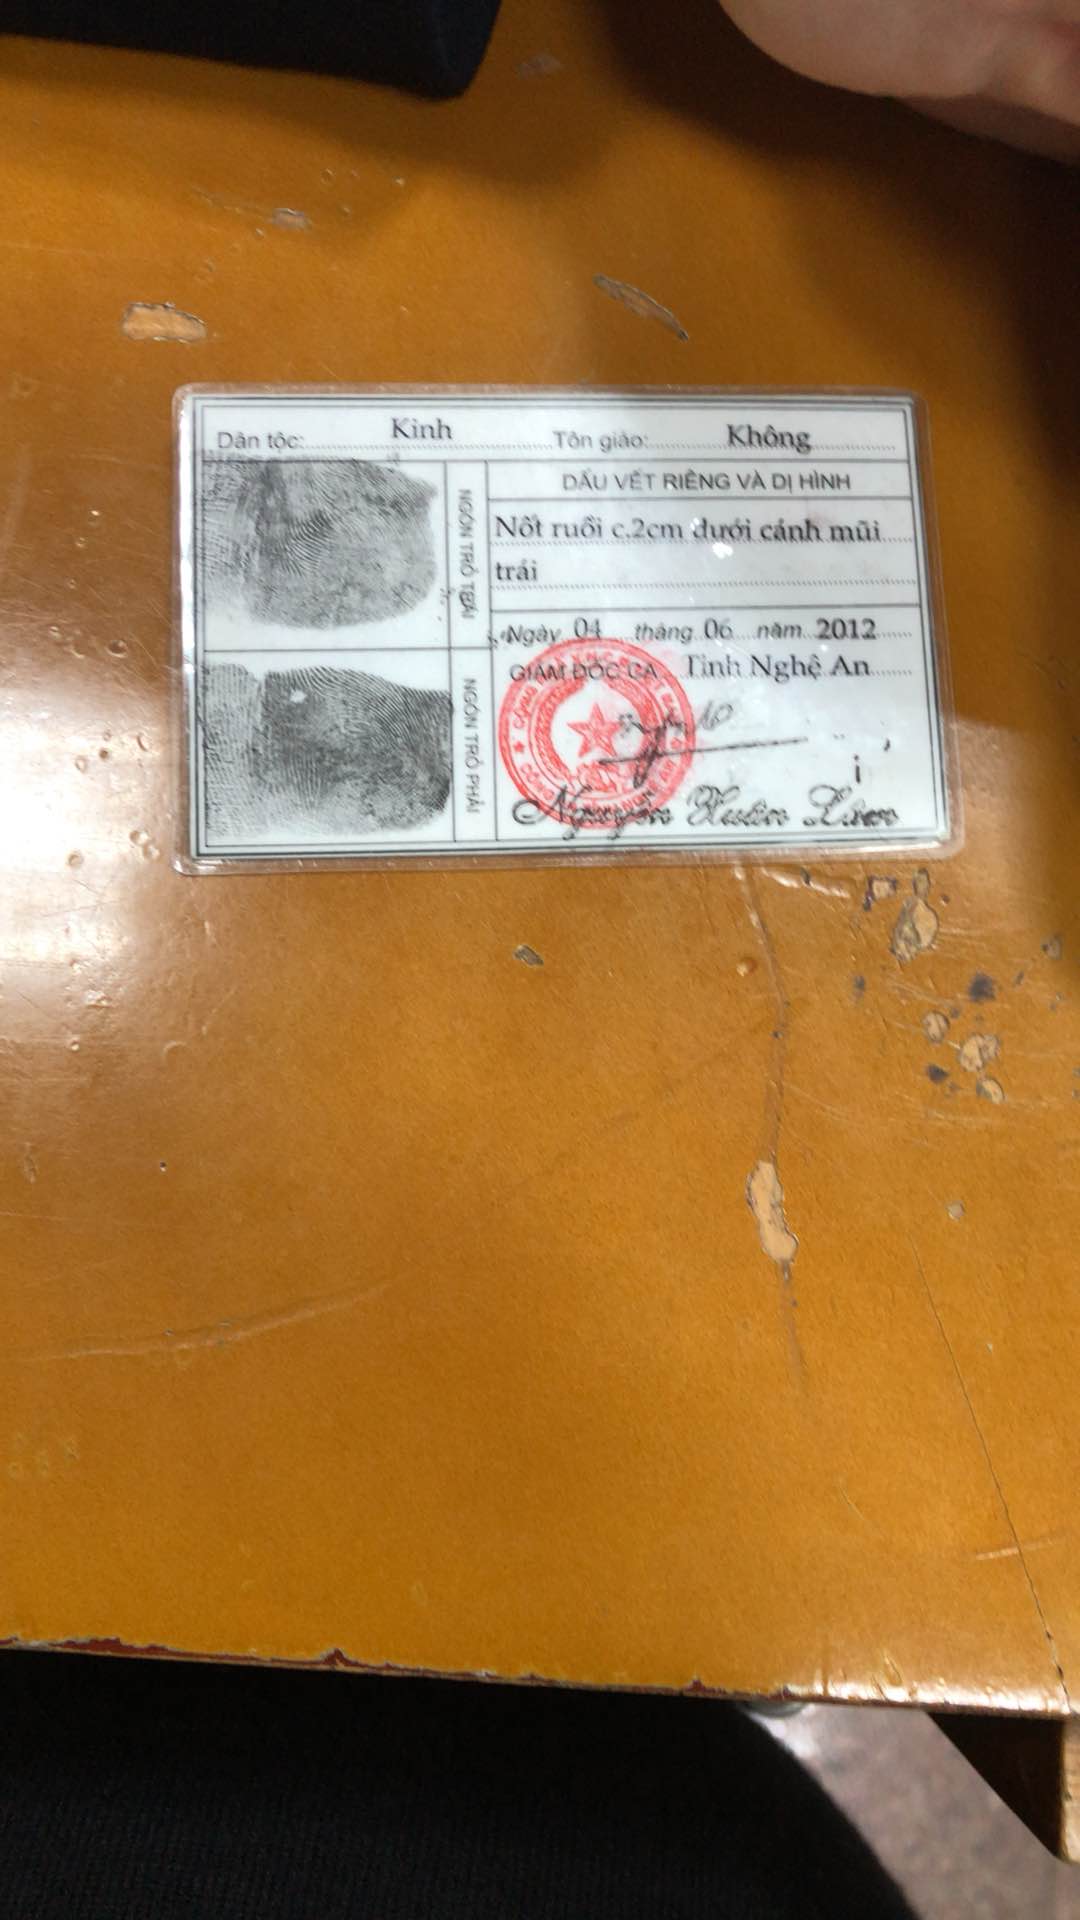 Dân tộc: Kinh Tôn giáo: Không
NGÓN TRỎ TRÁI
DẤU VẾT RIÊNG VÀ DỊ HÌNH
Nốt ruồi c.2cm dưới cánh mũi
trái
Ngày 04 tháng 06 năm 2012
GIÁM ĐỐC CA Tỉnh Nghệ An
NGÓN TRỎ PHẢI
Nguyễn Xuân Lâm